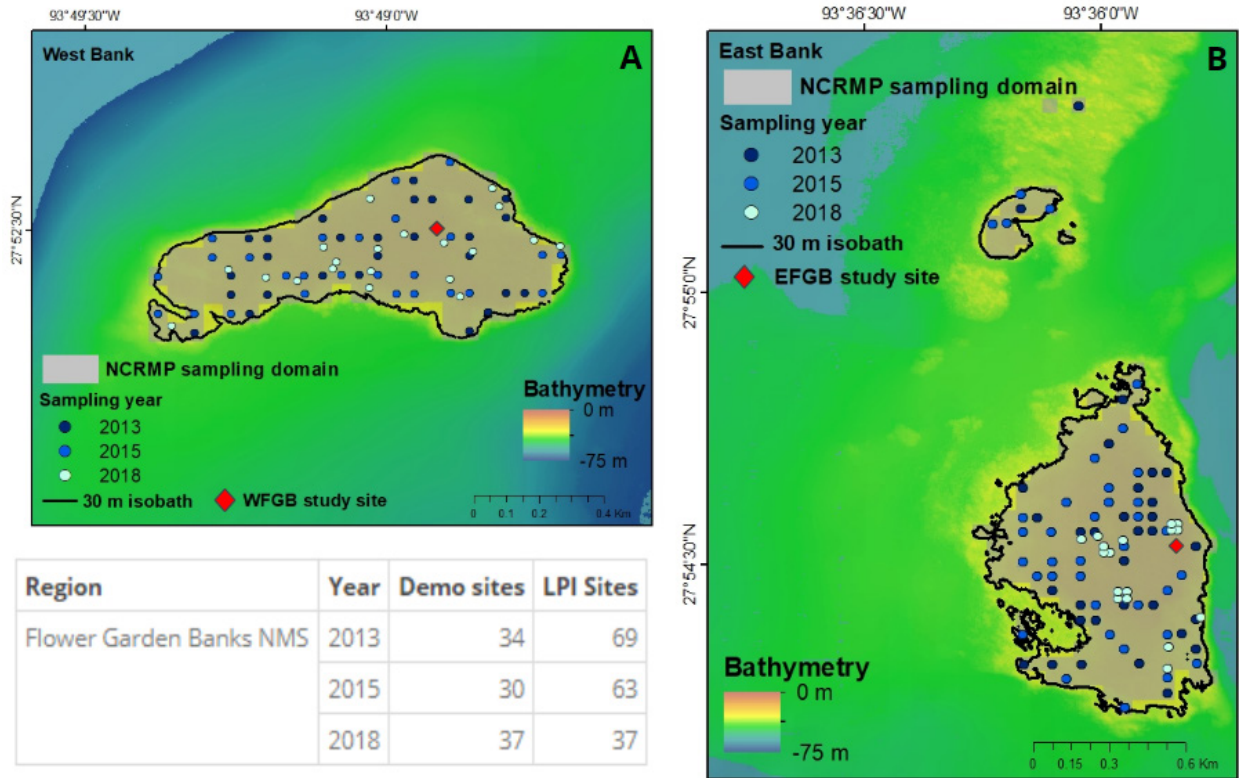 93°49'30"W 93°49'0"W
27°52'30"N
West Bank
A
NCRMP sampling domain
Sampling year
2013
2015
2018
30 m isobath
WFGB study site
Bathymetry
0 m
-75 m
0 0.1 0.2 0.4 Km
93°36'30"W 93°36'0"W
27°55'0"N
27°54'30"N
East Bank
B
NCRMP sampling domain
Sampling year
2013
2015
2018
30 m isobath
EFGB study site
Bathymetry
0 m
-75 m
0 0.15 0.3 0.6 Km
Region Year Demo sites LPI Sites
Flower Garden Banks NMS 2013 34 69
2015 30 63
2018 37 37